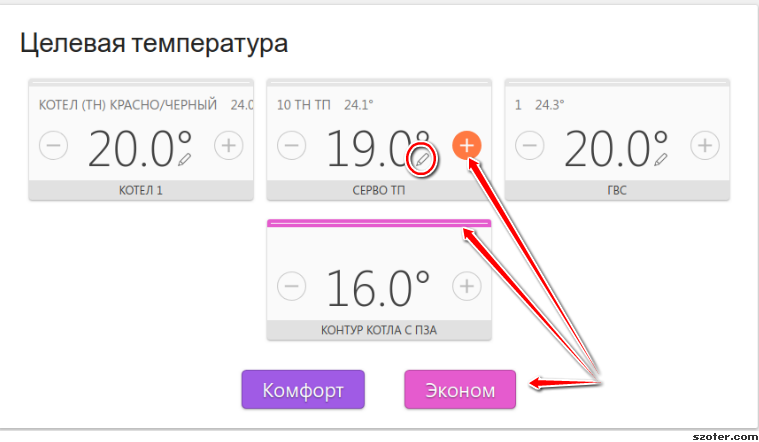 Целевая температура
КОТЕЛ (ТН) КРАСНО/ЧЕРНЫЙ 24.0
20.0°
КОТЕЛ 1
10 ТН ТП 24.1°
19.0°
СЕРВО ТП
1 24.3°
20.0°
ГВС
16.0°
КОНТУР КОТЛА С ПЗА
Комфорт
Эконом
szoter.com